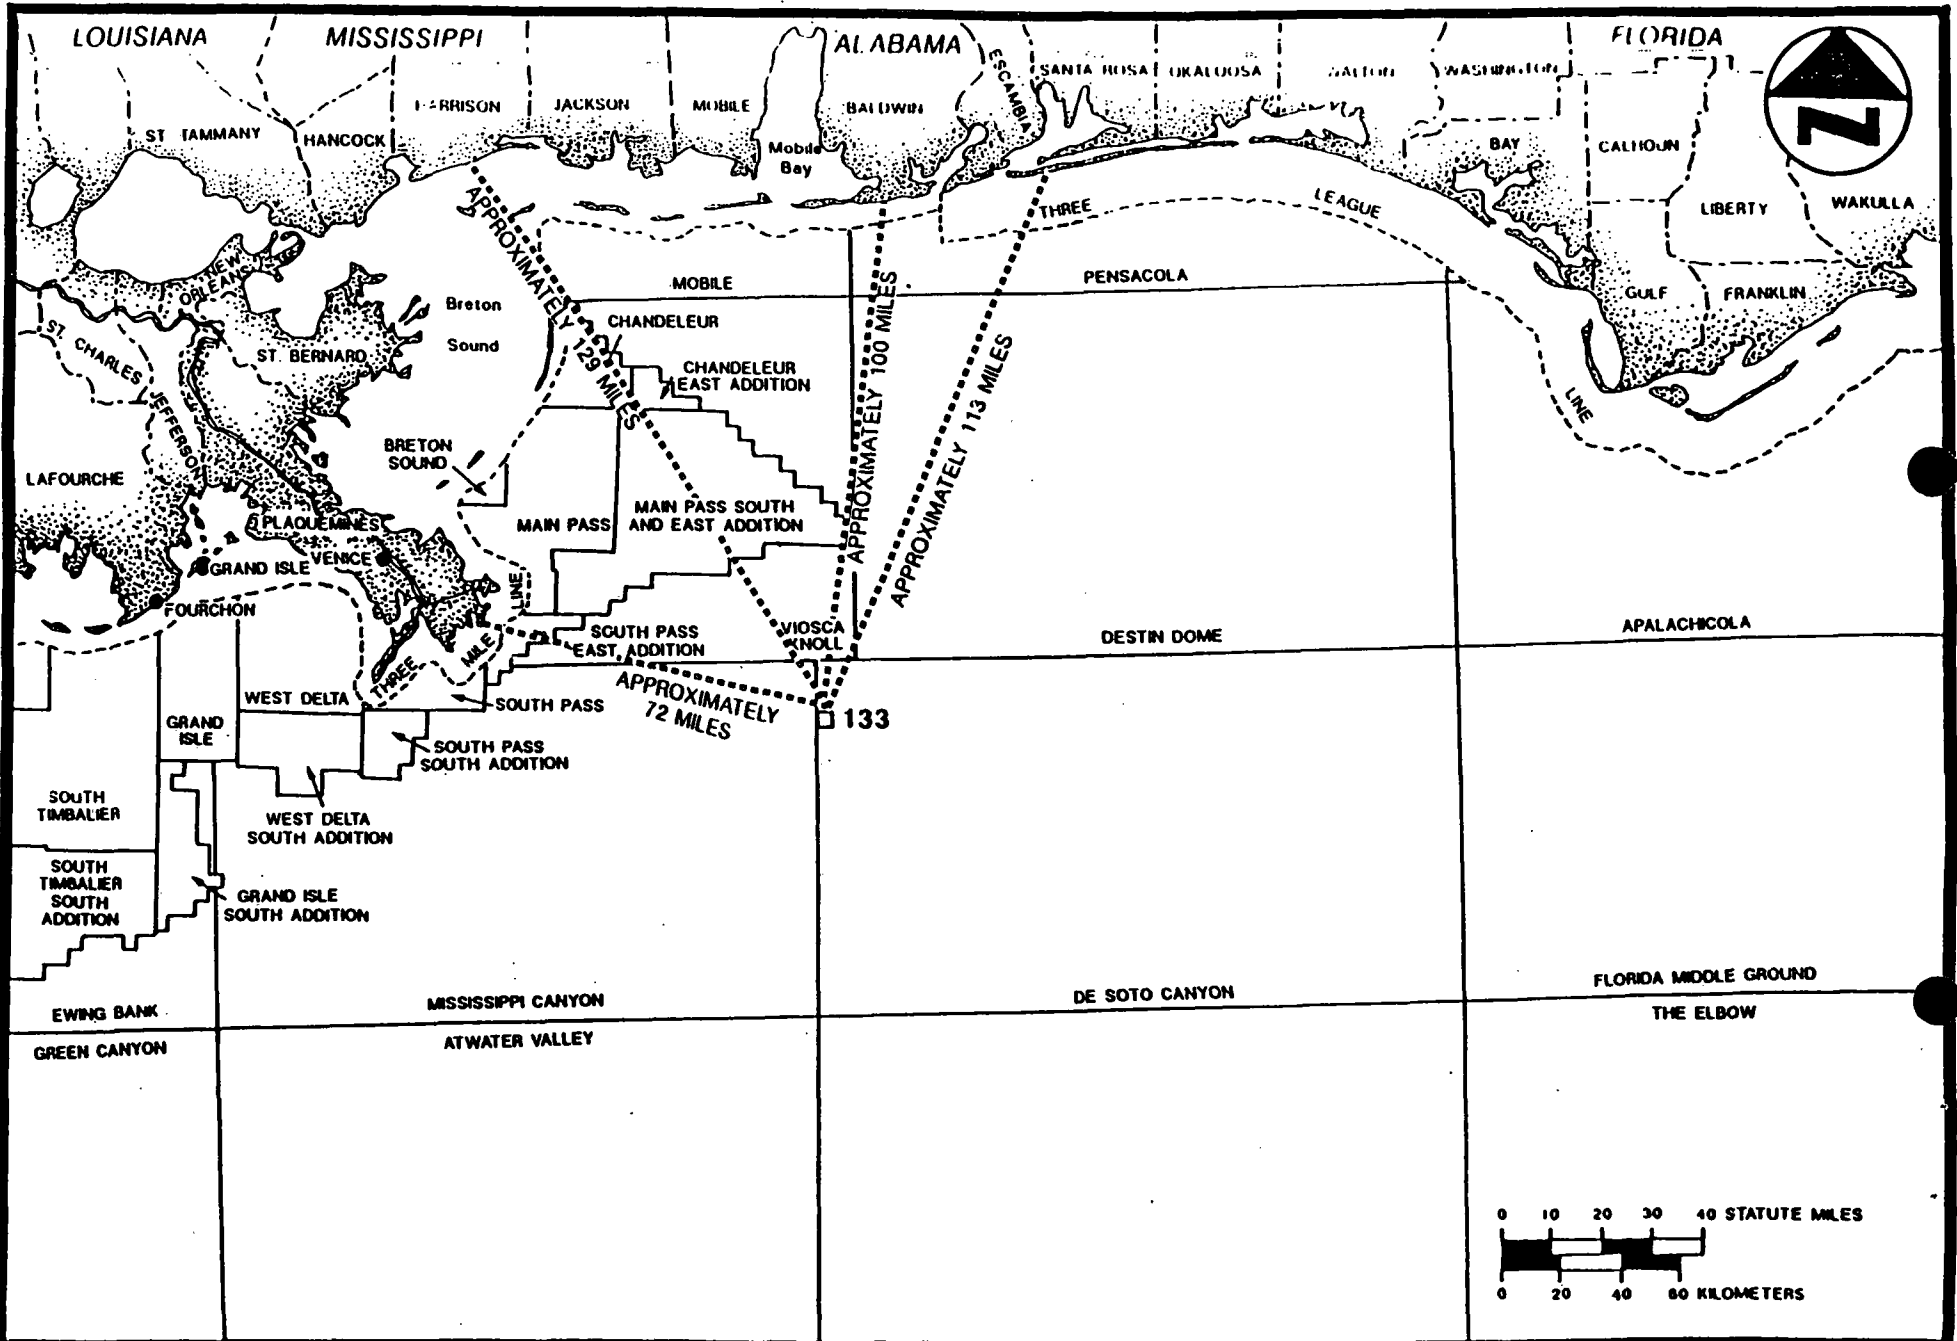 LOUISIANA
MISSISSIPPI
ALABAMA
FLORIDA
N
ST TAMMANY
HANCOCK
HARRISON
JACKSON
MOBILE
BALDWIN
ESCAMBIA
SANTA ROSA
OKALOOSA
WALTON
WASHINGTON
BAY
CALHOUN
LIBERTY
WAKULLA
GULF
FRANKLIN
Mobile
Bay
THREE
LEAGUE
LINE
NEW
ORLEANS
ST. CHARLES
ST. BERNARD
JEFFERSON
LAFOURCHE
PLAQUEMINES
VENICE
GRAND ISLE
FOURCHON
Breton
Sound
BRETON
SOUND
MOBILE
PENSACOLA
CHANDELEUR
CHANDELEUR
EAST ADDITION
MAIN PASS
MAIN PASS SOUTH
AND EAST ADDITION
APPROXIMATELY 129 MILES
APPROXIMATELY 100 MILES
APPROXIMATELY 113 MILES
THREE
MILE
LINE
SOUTH PASS
EAST ADDITION
VIOSCA
KNOLL
DESTIN DOME
APALACHICOLA
APPROXIMATELY
72 MILES
133
WEST DELTA
SOUTH PASS
GRAND
ISLE
SOUTH PASS
SOUTH ADDITION
WEST DELTA
SOUTH ADDITION
SOUTH
TIMBALIER
SOUTH
TIMBALIER
SOUTH
ADDITION
GRAND ISLE
SOUTH ADDITION
EWING BANK
MISSISSIPPI CANYON
DE SOTO CANYON
FLORIDA MIDDLE GROUND
GREEN CANYON
ATWATER VALLEY
THE ELBOW
0 10 20 30 40 STATUTE MILES
0 20 40 60 KILOMETERS